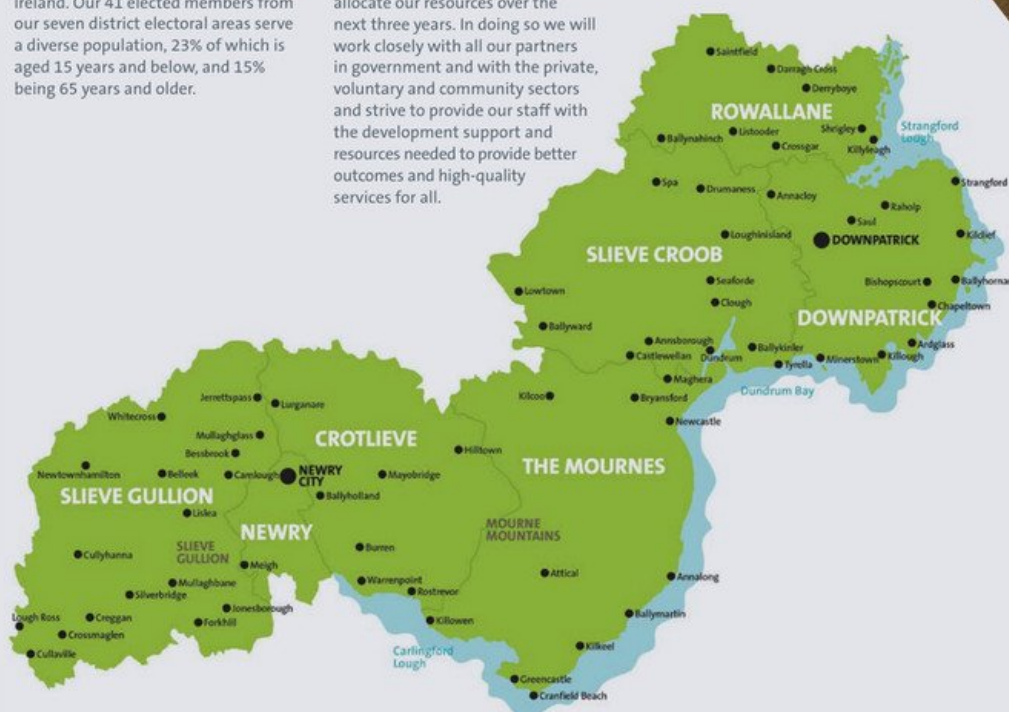 Ireland. Our 41 elected members from
our seven district electoral areas serve
a diverse population, 23% of which is
aged 15 years and below, and 15%
being 65 years and older.
allocate our resources over the
next three years. In doing so we will
work closely with all our partners
in government and with the private,
voluntary and community sectors
and strive to provide our staff with
the development support and
resources needed to provide better
outcomes and high-quality
services for all.
Saintfield
Darragh Cross
Derryboye
ROWALLANE
Ballynahinch
Listooder
Crossgar
Shrigley
Killyleagh
Strangford
Lough
Spa
Drumaness
Annacloy
Strangford
Raholp
Saul
DOWNPATRICK
Kilclief
Loughinisland
SLIEVE CROOB
Seaforde
Bishopscourt
Lowtown
Clough
Chapeltown
DOWNPATRICK
Ballyward
Annsborough
Castlewellan
Dundrum
Ballykinler
Tyrella
Minerstown
Killough
Ardglass
Maghera
Dundrum Bay
Kilcoo
Bryansford
Newcastle
Jerrettspass
Lurganare
Whitecross
Mullaghglass
CROTLIEVE
Bessbrook
Hilltown
THE MOURNES
Newtownhamilton
Belleek
Camlough
NEWRY
CITY
Mayobridge
SLIEVE GULLION
Ballyholland
Lislea
NEWRY
MOURNE
MOUNTAINS
SLIEVE
GULLION
Cullyhanna
Burren
Meigh
Attical
Annalong
Mullaghbane
Warrenpoint
Silverbridge
Rostrevor
Lough Ross
Creggan
Jonesborough
Forkhill
Killowen
Ballymartin
Crossmaglen
Cullaville
Carlingford
Lough
Kilkeel
Greencastle
Cranfield Beach